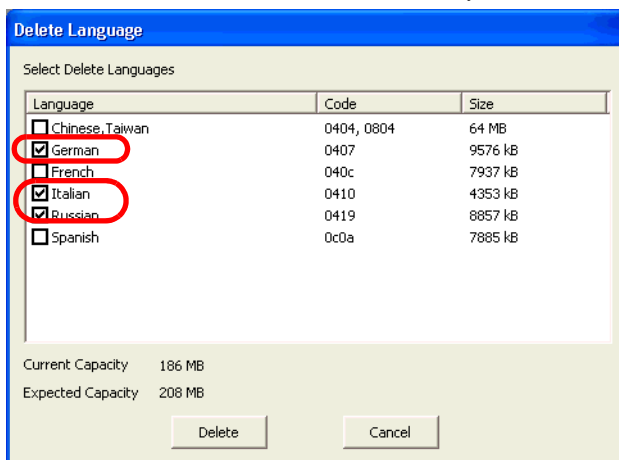 Delete Language
Select Delete Languages
Language Code Size
Chinese,Taiwan 0404, 0804 64 MB
German 0407 9576 kB
French 040c 7937 kB
Italian 0410 4353 kB
Russian 0419 8857 kB
Spanish 0c0a 7885 kB
Current Capacity 186 MB
Expected Capacity 208 MB
Delete Cancel